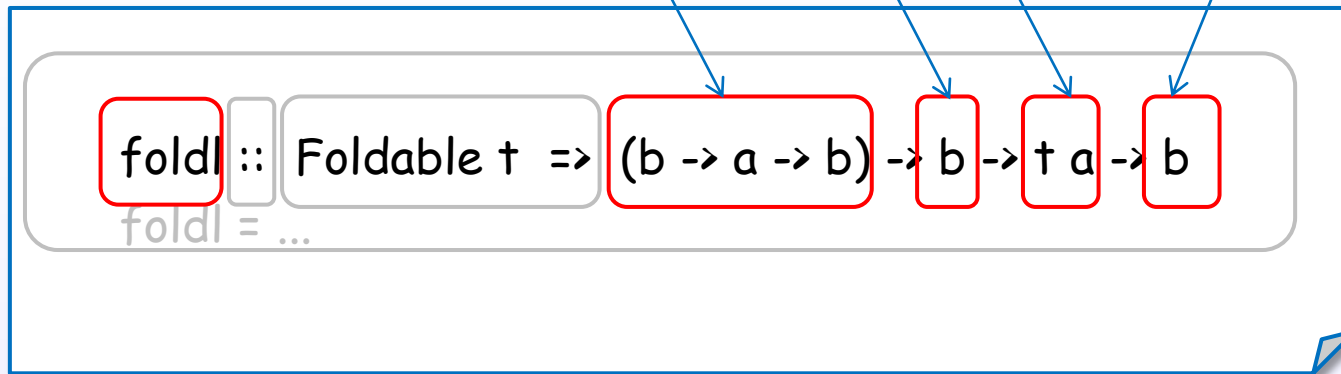 foldl :: Foldable t => (b -> a -> b) -> b -> t a -> b
foldl = ...